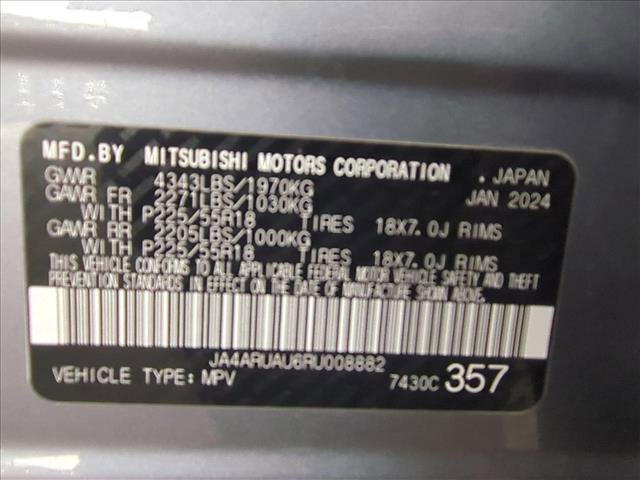 MFD.BY MITSUBISHI MOTORS CORPORATION . JAPAN
GVWR 4343LBS/1970KG JAN 2024
GAWR FR 2271LBS/1030KG
WITH P225/55R18 TIRES 18X7.0J RIMS
GAWR RR 2205LBS/1000KG
WITH P225/55R18 TIRES 18X7.0J RIMS
THIS VEHICLE CONFORMS TO ALL APPLICABLE FEDERAL MOTOR VEHICLE SAFETY AND THEFT
PREVENTION STANDARDS IN EFFECT ON THE DATE OF MANUFACTURE SHOWN ABOVE.
JA4ARUAU6RU008882
VEHICLE TYPE:MPV 7430C 357